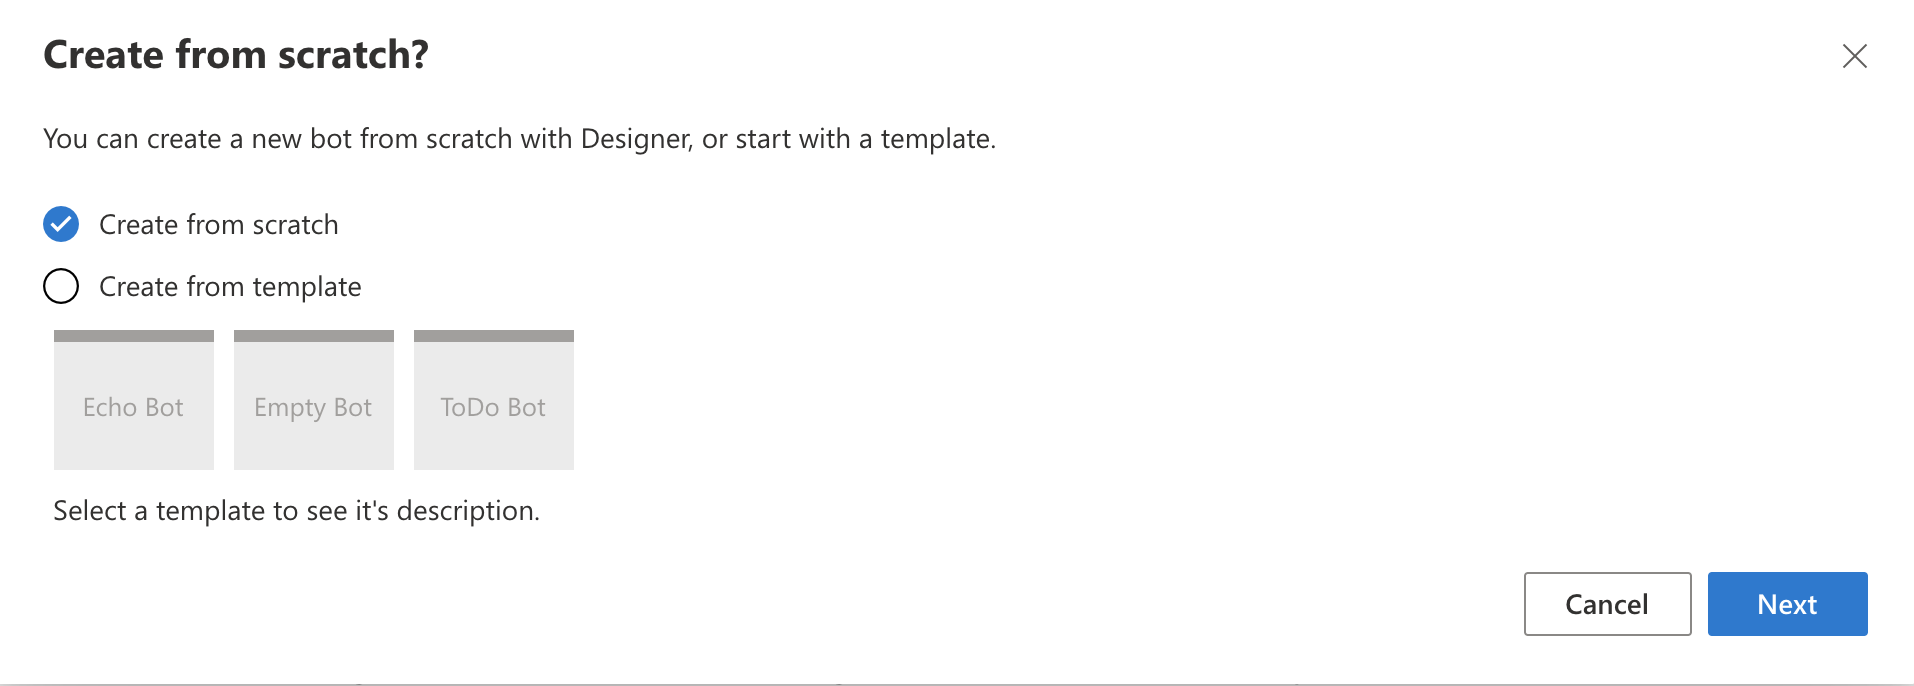 Create from scratch?
You can create a new bot from scratch with Designer, or start with a template.
Create from scratch
Create from template
Echo Bot
Empty Bot
ToDo Bot
Select a template to see it's description.
Cancel
Next